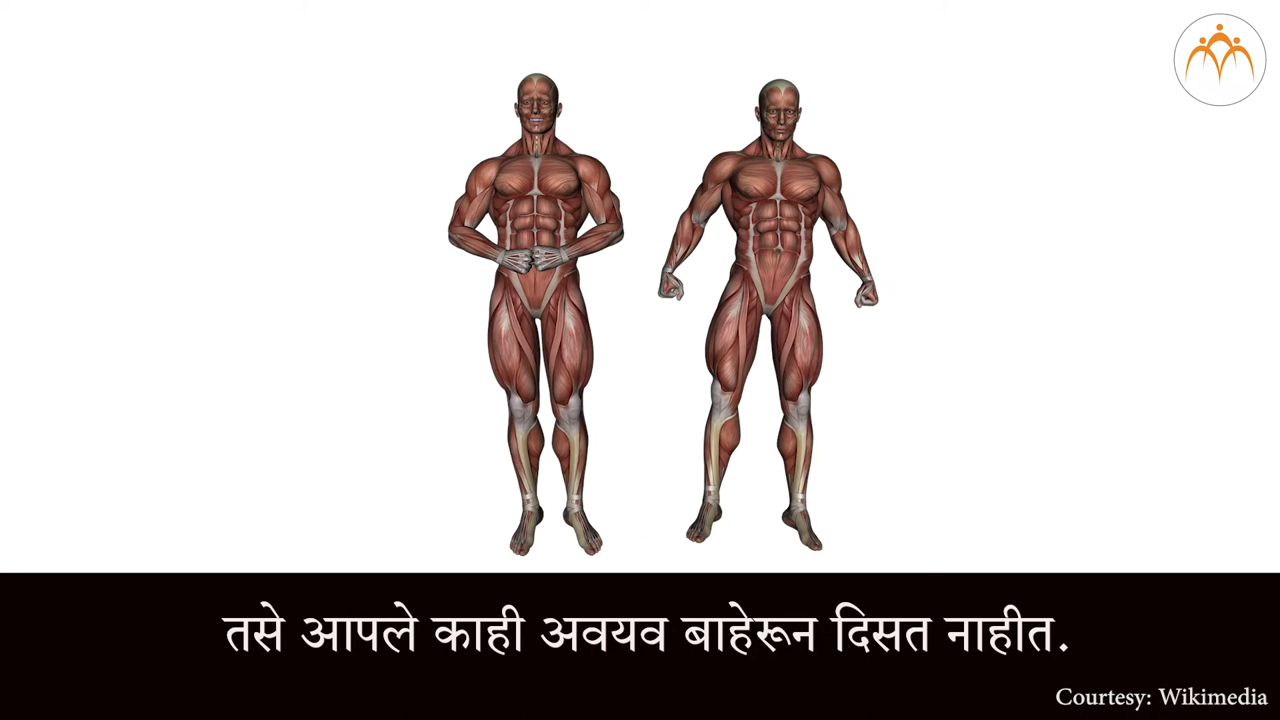 तसे आपले काही अवयव बाहेरून दिसत नाहीत.
Courtesy: Wikimedia